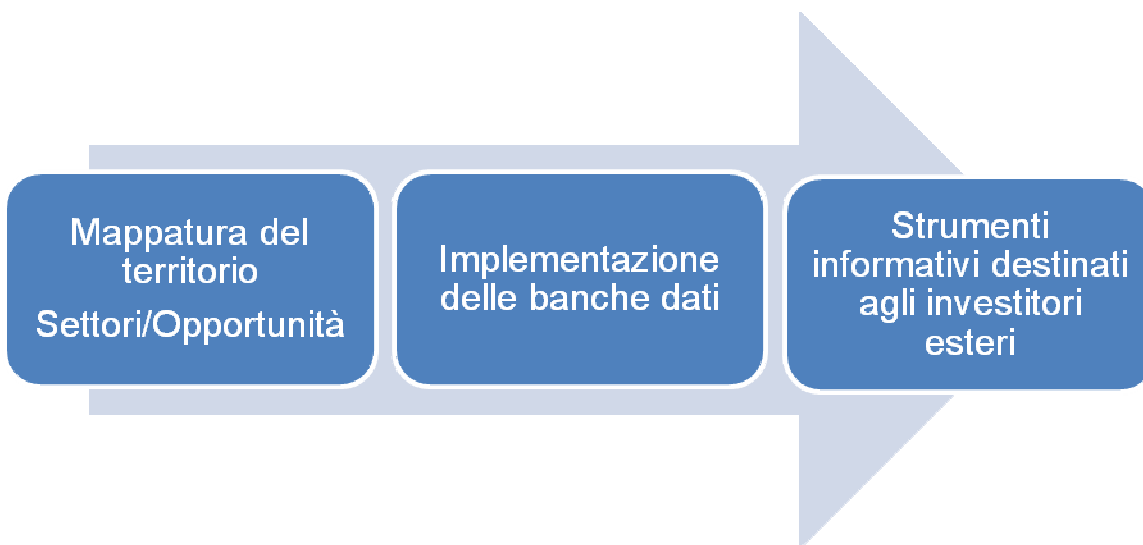 Mappatura del
territorio
Settori/Opportunità
Implementazione
delle banche dati
Strumenti
informativi destinati
agli investitori
esteri